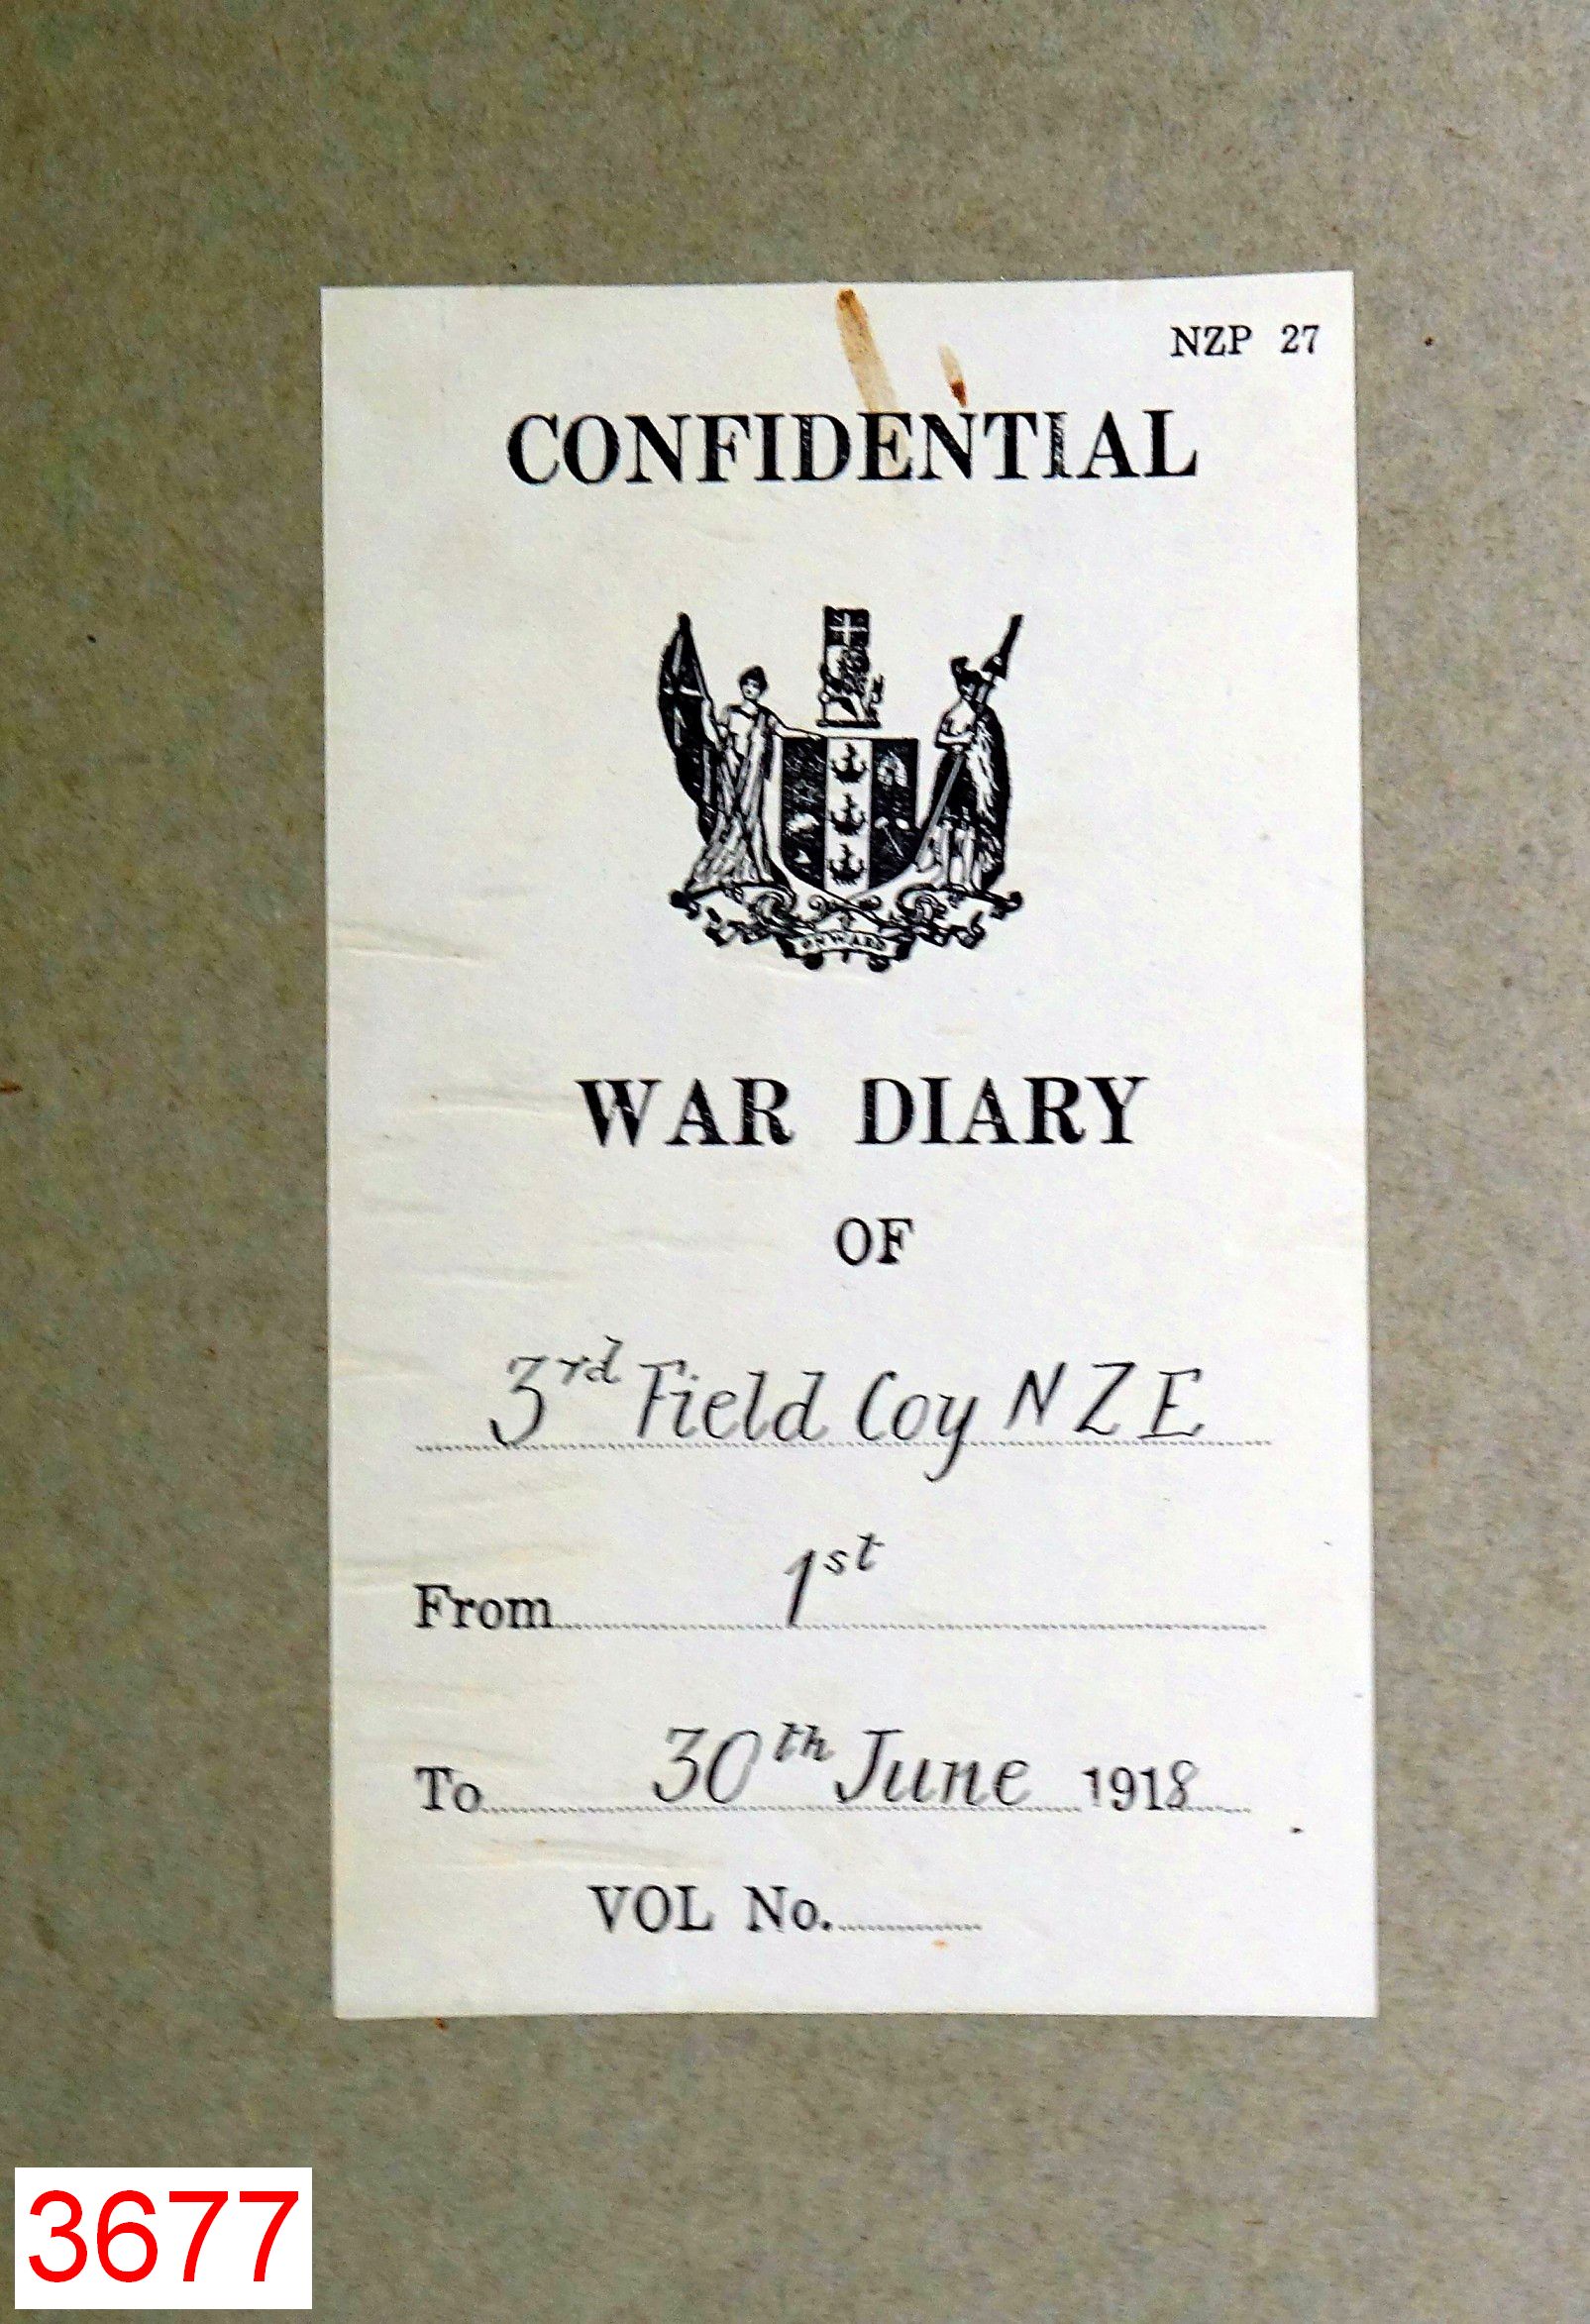 NZP 27
CONFIDENTIAL
ONWARD
WAR DIARY
OF
3rd Field Coy NZE
From 1st
To 30th June 1918
VOL No.
3677